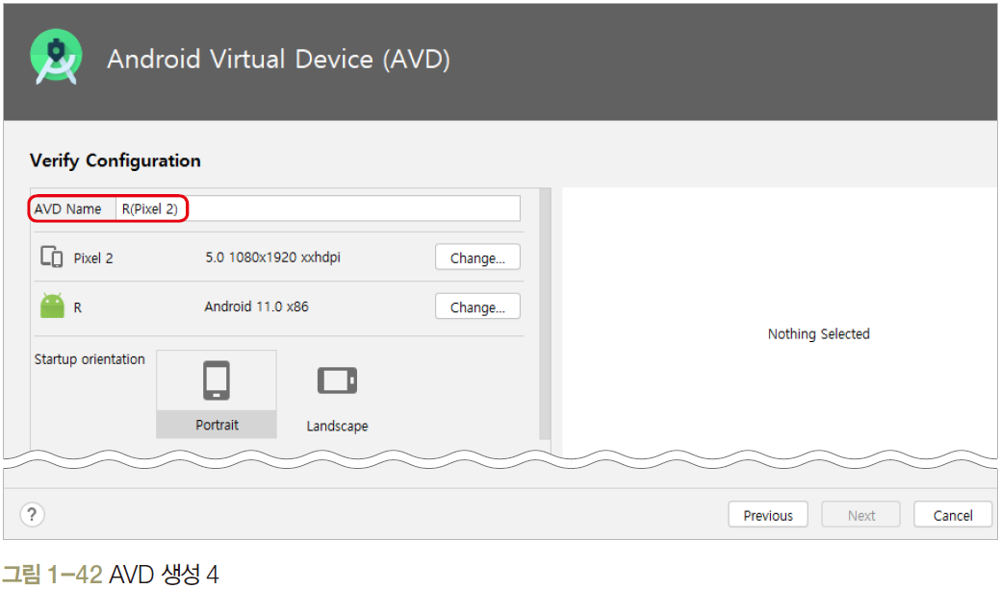 Android Virtual Device (AVD)
Verify Configuration
AVD Name R(Pixel 2)
Pixel 2 5.0 1080x1920 xxhdpi Change...
R Android 11.0 x86 Change...
Nothing Selected
Startup orientation
Portrait Landscape
? Previous Next Cancel
그림 1-42 AVD 생성 4